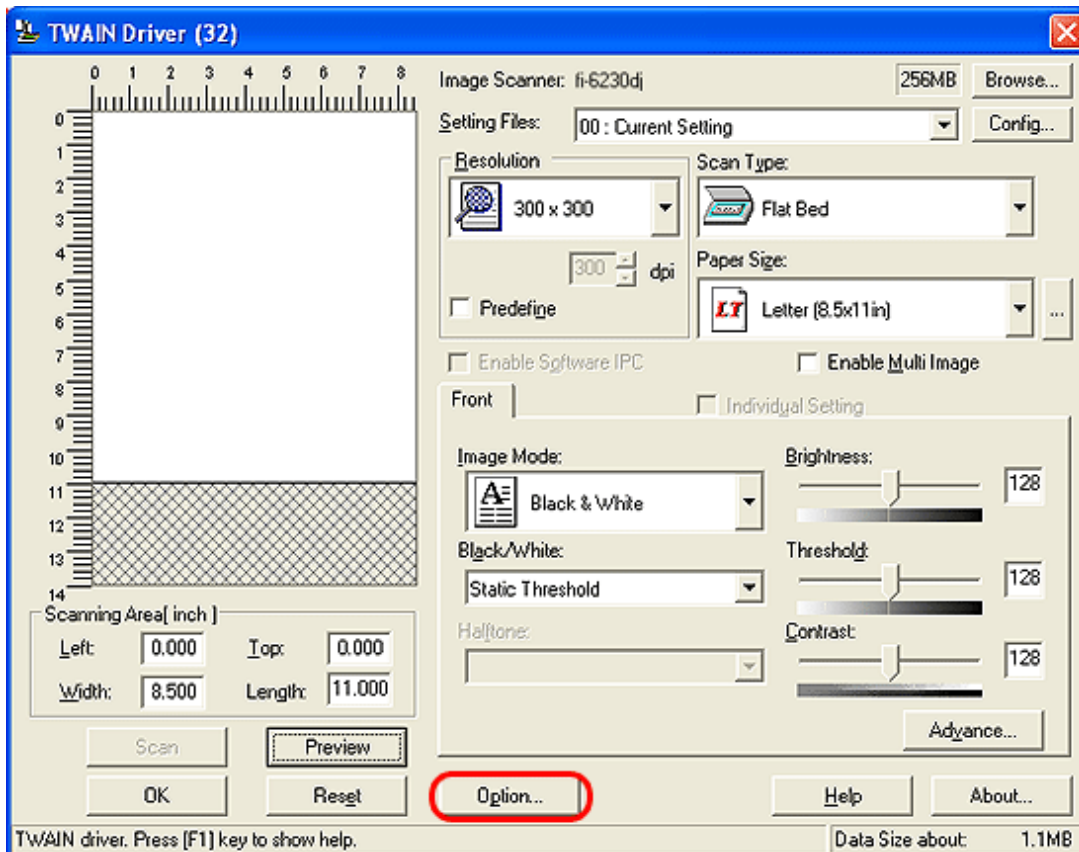 TWAIN Driver (32)
0 1 2 3 4 5 6 7 8
0
1
2
3
4
5
6
7
8
9
10
11
12
13
14
Image Scanner: fi-6230dj 256MB Browse...
Setting Files: 00 : Current Setting Config...
Resolution
300 x 300
300 dpi
Predefine
Scan Type:
Flat Bed
Paper Size:
LT Letter (8.5x11in) ...
Enable Software IPC
Enable Multi Image
Front
Individual Setting
Image Mode:
A Black & White
Black/White:
Static Threshold
Halftone:
Brightness:
128
Threshold:
128
Contrast:
128
Advance...
Scanning Area[ inch ]
Left: 0.000 Top: 0.000
Width: 8.500 Length: 11.000
Scan Preview
OK Reset Option... Help About...
TWAIN driver. Press [F1] key to show help. Data Size about: 1.1MB